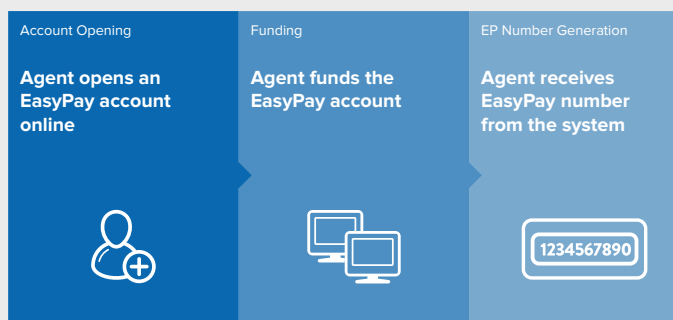 Account Opening
Agent opens an
EasyPay account
online
Funding
Agent funds the
EasyPay account
EP Number Generation
Agent receives
EasyPay number
from the system
1234567890